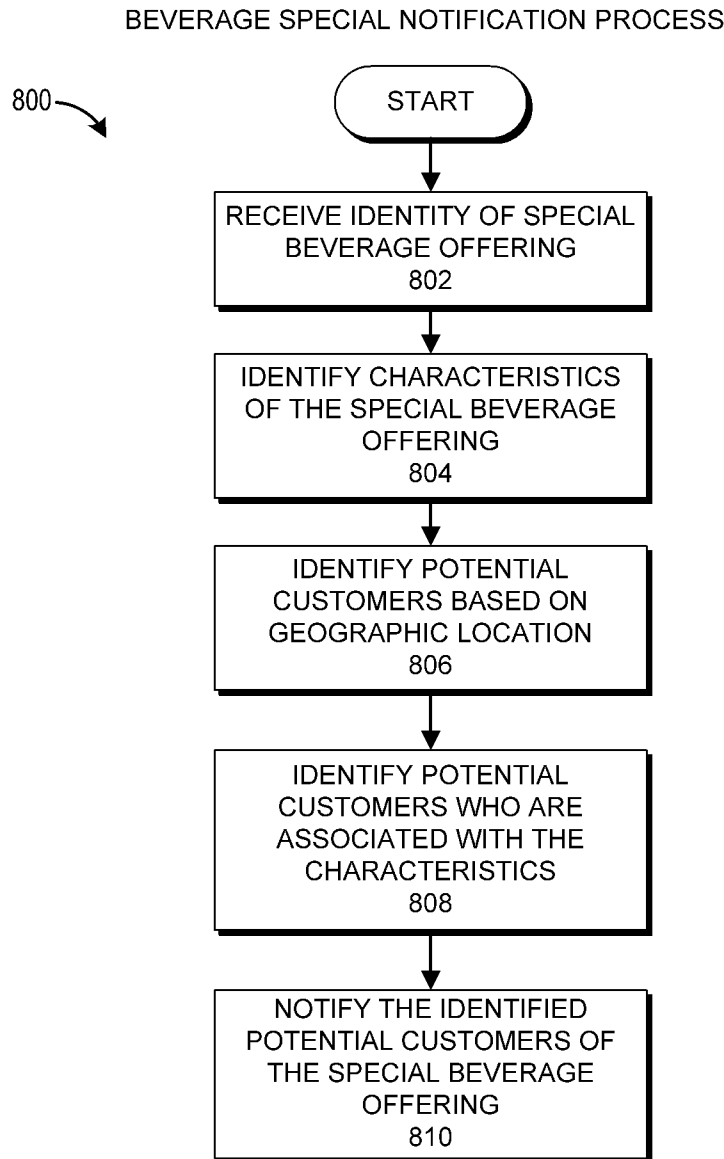 BEVERAGE SPECIAL NOTIFICATION PROCESS
800
START
RECEIVE IDENTITY OF SPECIAL
BEVERAGE OFFERING
802
IDENTIFY CHARACTERISTICS
OF THE SPECIAL BEVERAGE
OFFERING
804
IDENTIFY POTENTIAL
CUSTOMERS BASED ON
GEOGRAPHIC LOCATION
806
IDENTIFY POTENTIAL
CUSTOMERS WHO ARE
ASSOCIATED WITH THE
CHARACTERISTICS
808
NOTIFY THE IDENTIFIED
POTENTIAL CUSTOMERS OF
THE SPECIAL BEVERAGE
OFFERING
810